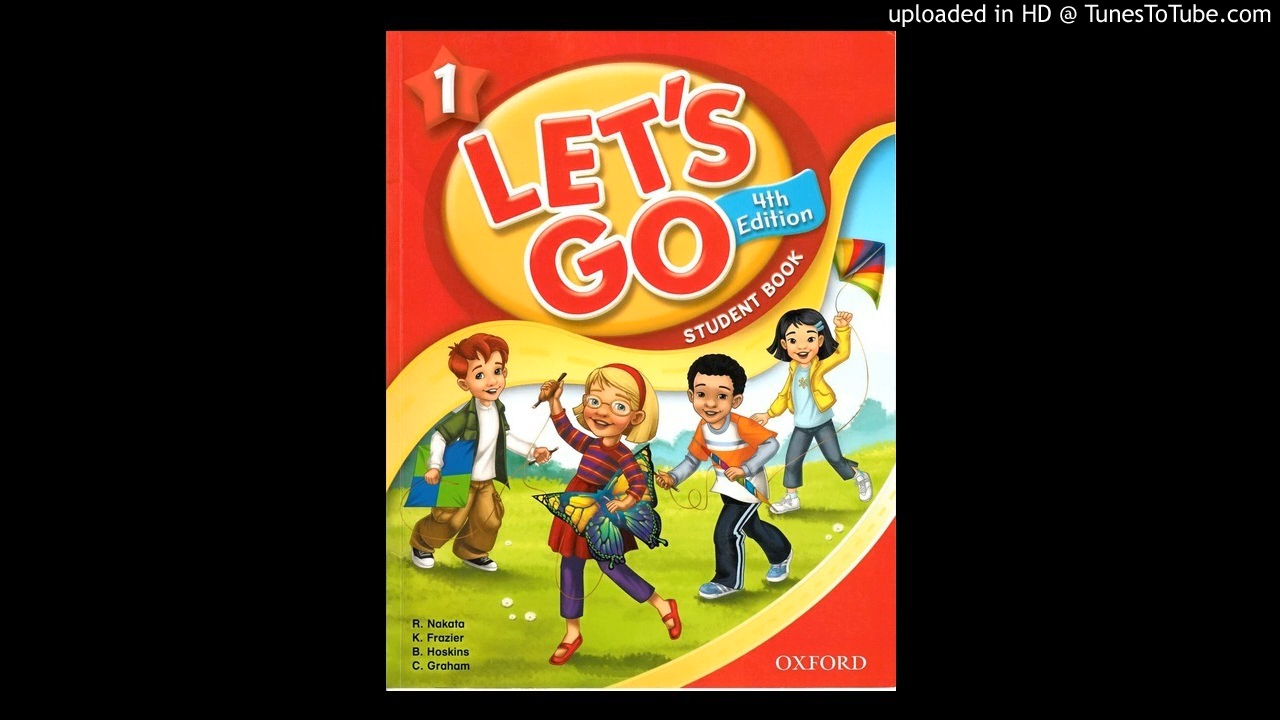 uploaded in HD @ TunesToTube.com
1
LET'S
GO
4th
Edition
STUDENT BOOK
R. Nakata
K. Frazier
B. Hoskins
C. Graham
OXFORD